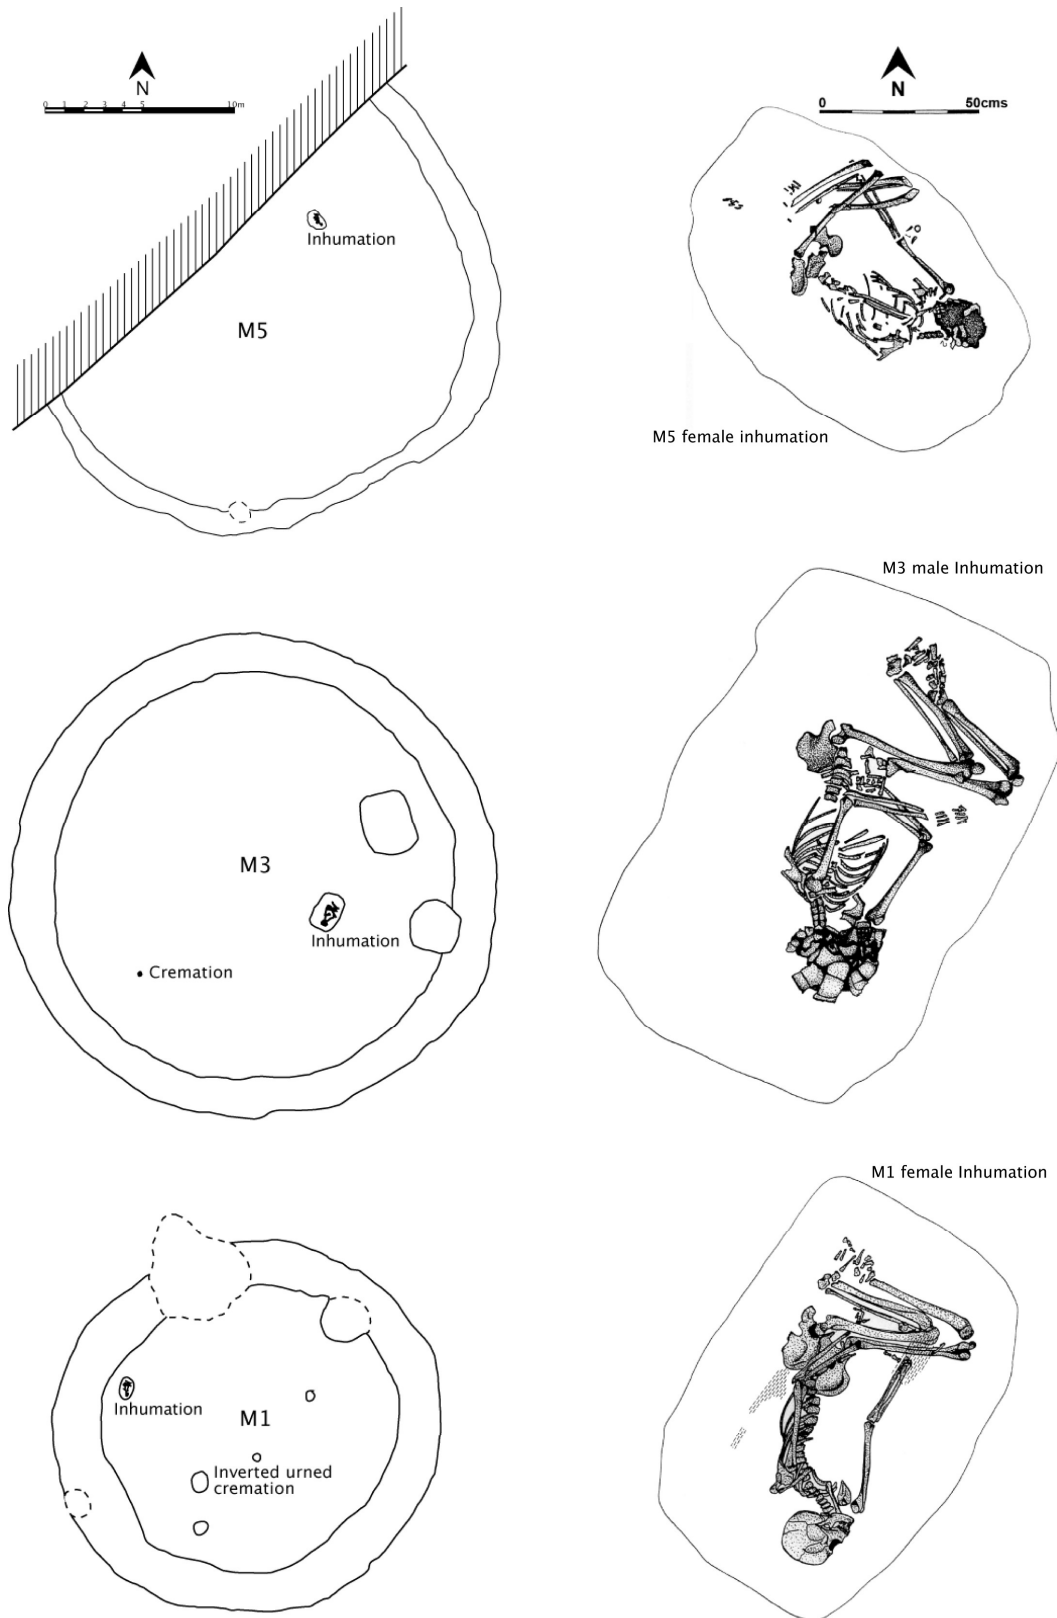 N
0 1 2 3 4 5 10m
Inhumation
M5
N
0 50cms
M5 female inhumation
M3
Inhumation
Cremation
M3 male Inhumation
Inhumation
M1
Inverted urned
cremation
M1 female Inhumation